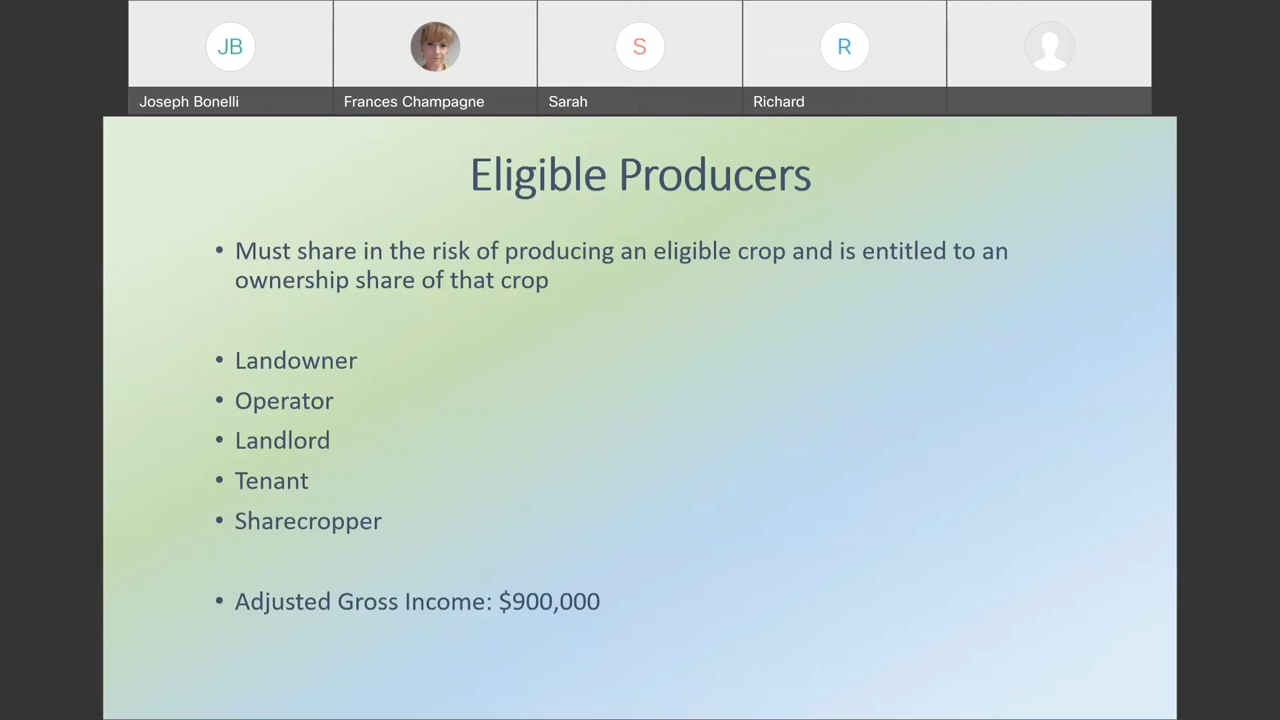 JB
S
R
Joseph Bonelli
Frances Champagne
Sarah
Richard
Eligible Producers
• Must share in the risk of producing an eligible crop and is entitled to an
ownership share of that crop
• Landowner
• Operator
• Landlord
• Tenant
• Sharecropper
• Adjusted Gross Income: $900,000